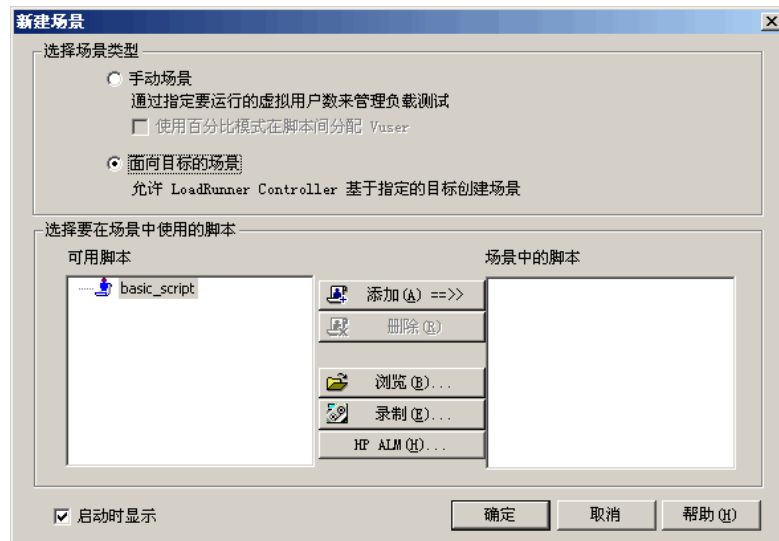 新建场景
选择场景类型
手动场景
通过指定要运行的虚拟用户数来管理负载测试
使用百分比模式在脚本间分配 Vuser
面向目标的场景
允许 LoadRunner Controller 基于指定的目标创建场景
选择要在场景中使用的脚本
可用脚本
场景中的脚本
basic_script
添加(A) ==>>
删除(R)
浏览(B)...
录制(E)...
HP ALM(H)...
启动时显示
确定
取消
帮助(H)